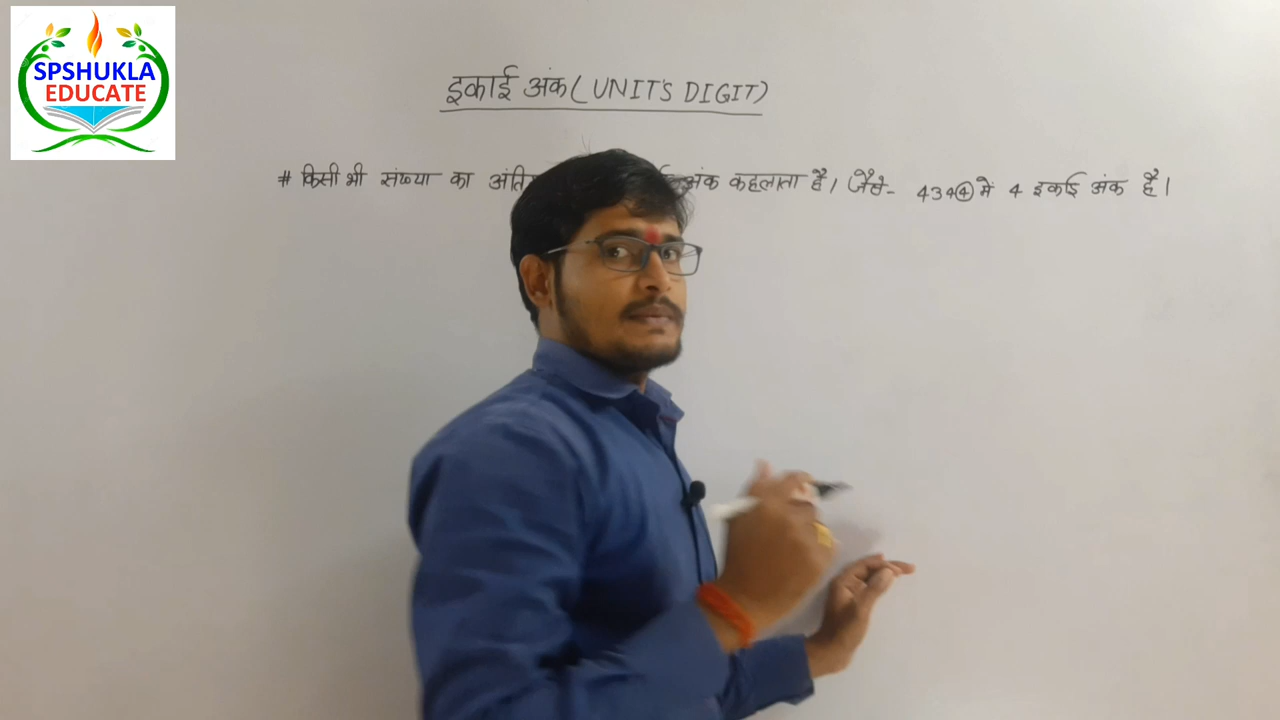 SPSHUKLA
EDUCATE
इकाई अंक (UNIT'S DIGIT)
# किसी भी संख्या का अंक कहलाता है। जैसे- 4344 में 4 इकाई अंक है।